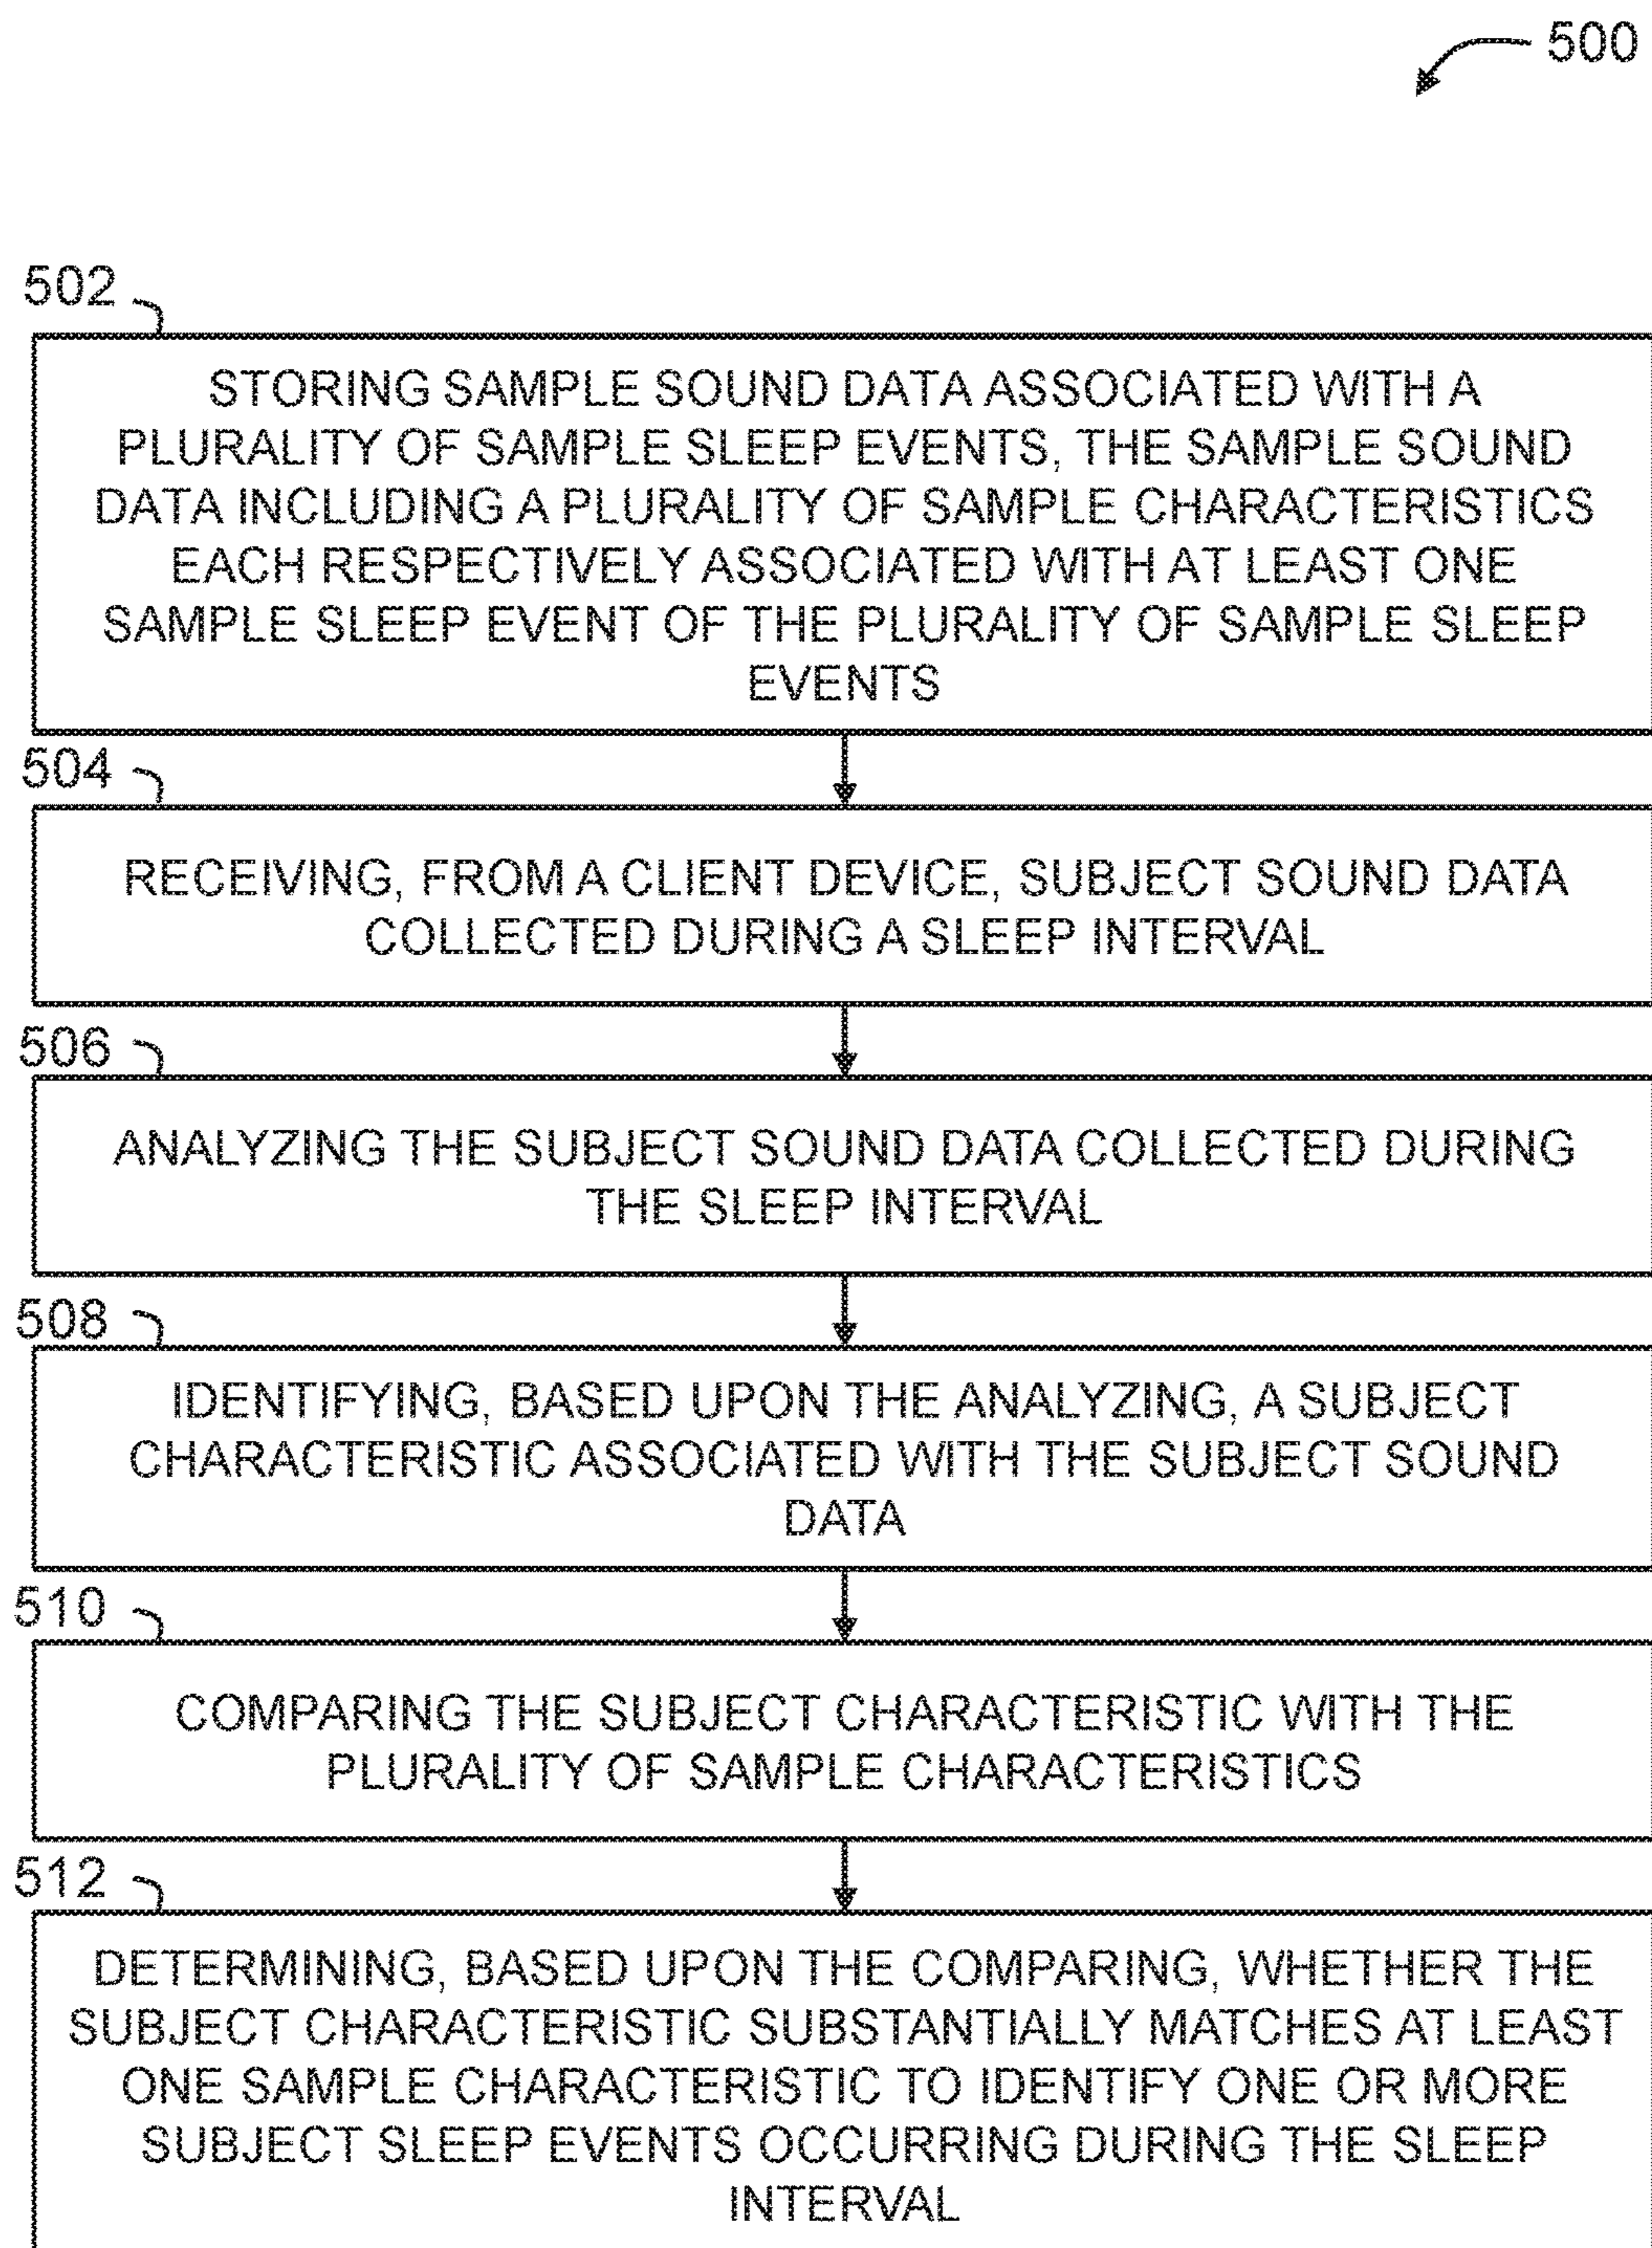 500
502
STORING SAMPLE SOUND DATA ASSOCIATED WITH A
PLURALITY OF SAMPLE SLEEP EVENTS, THE SAMPLE SOUND
DATA INCLUDING A PLURALITY OF SAMPLE CHARACTERISTICS
EACH RESPECTIVELY ASSOCIATED WITH AT LEAST ONE
SAMPLE SLEEP EVENT OF THE PLURALITY OF SAMPLE SLEEP
EVENTS
504
RECEIVING, FROM A CLIENT DEVICE, SUBJECT SOUND DATA
COLLECTED DURING A SLEEP INTERVAL
506
ANALYZING THE SUBJECT SOUND DATA COLLECTED DURING
THE SLEEP INTERVAL
508
IDENTIFYING, BASED UPON THE ANALYZING, A SUBJECT
CHARACTERISTIC ASSOCIATED WITH THE SUBJECT SOUND
DATA
510
COMPARING THE SUBJECT CHARACTERISTIC WITH THE
PLURALITY OF SAMPLE CHARACTERISTICS
512
DETERMINING, BASED UPON THE COMPARING, WHETHER THE
SUBJECT CHARACTERISTIC SUBSTANTIALLY MATCHES AT LEAST
ONE SAMPLE CHARACTERISTIC TO IDENTIFY ONE OR MORE
SUBJECT SLEEP EVENTS OCCURRING DURING THE SLEEP
INTERVAL